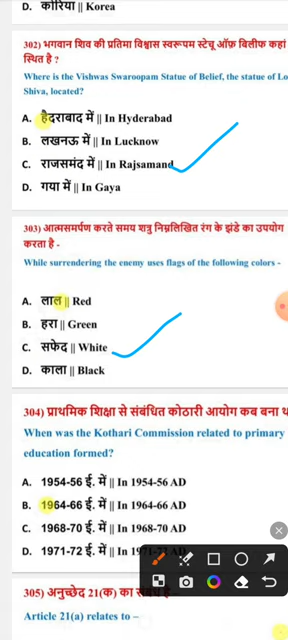 D. कोरिया || Korea
302) भगवान शिव की प्रतिमा विश्वास स्वरूपम स्टेचू ऑफ़ बिलीफ कहां
स्थित है ?
Where is the Vishwas Swaroopam Statue of Belief, the statue of Lo
Shiva, located?
A. हैदराबाद में || In Hyderabad
B. लखनऊ में || In Lucknow
C. राजसमंद में || In Rajsamand
D. गया में || In Gaya
303) आत्मसमर्पण करते समय शत्रु निम्नलिखित रंग के झंडे का उपयोग
करता है -
While surrendering the enemy uses flags of the following colors -
A. लाल || Red
B. हरा || Green
C. सफेद || White
D. काला || Black
304) प्राथमिक शिक्षा से संबंधित कोठारी आयोग कब बना थ
When was the Kothari Commission related to primary
education formed?
A. 1954-56 ई. में || In 1954-56 AD
B. 1964-66 ई. में || In 1964-66 AD
C. 1968-70 ई. में || In 1968-70 AD
D. 1971-72 ई. में || In 1971-72 AD
305) अनुच्छेद 21(क) का संबंध है
Article 21(a) relates to –